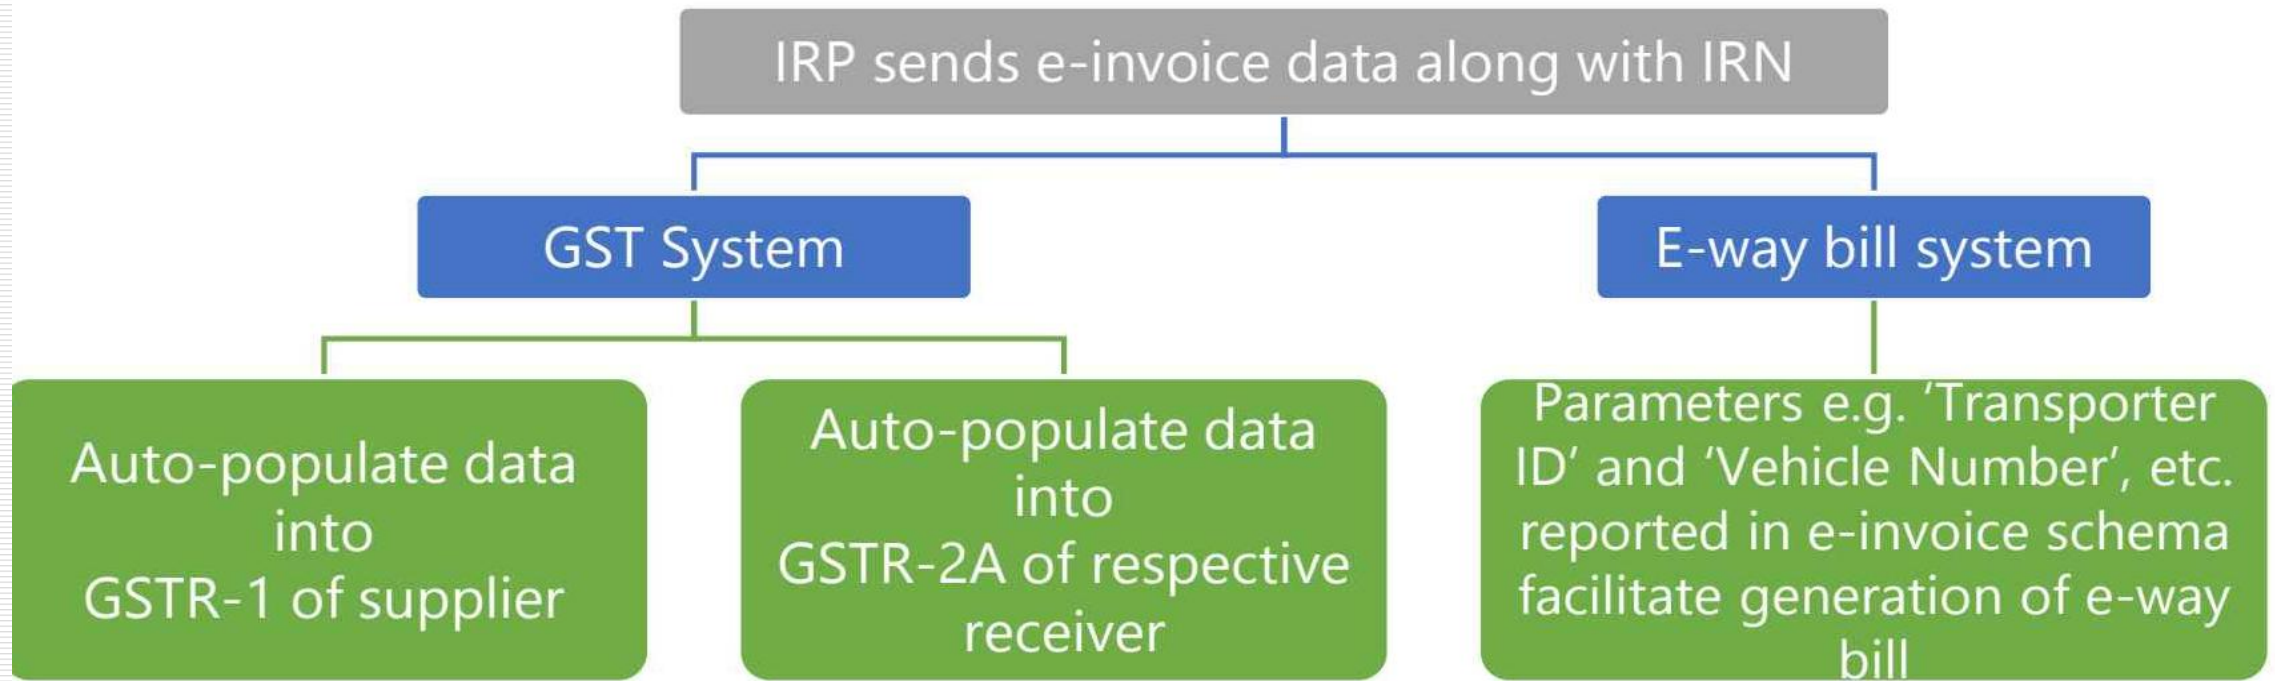 IRP sends e-invoice data along with IRN
GST System
E-way bill system
Auto-populate data
into
GSTR-1 of supplier
Auto-populate data
into
GSTR-2A of respective
receiver
Parameters e.g. ‘Transporter
ID’ and ‘Vehicle Number’, etc.
reported in e-invoice schema
facilitate generation of e-way
bill